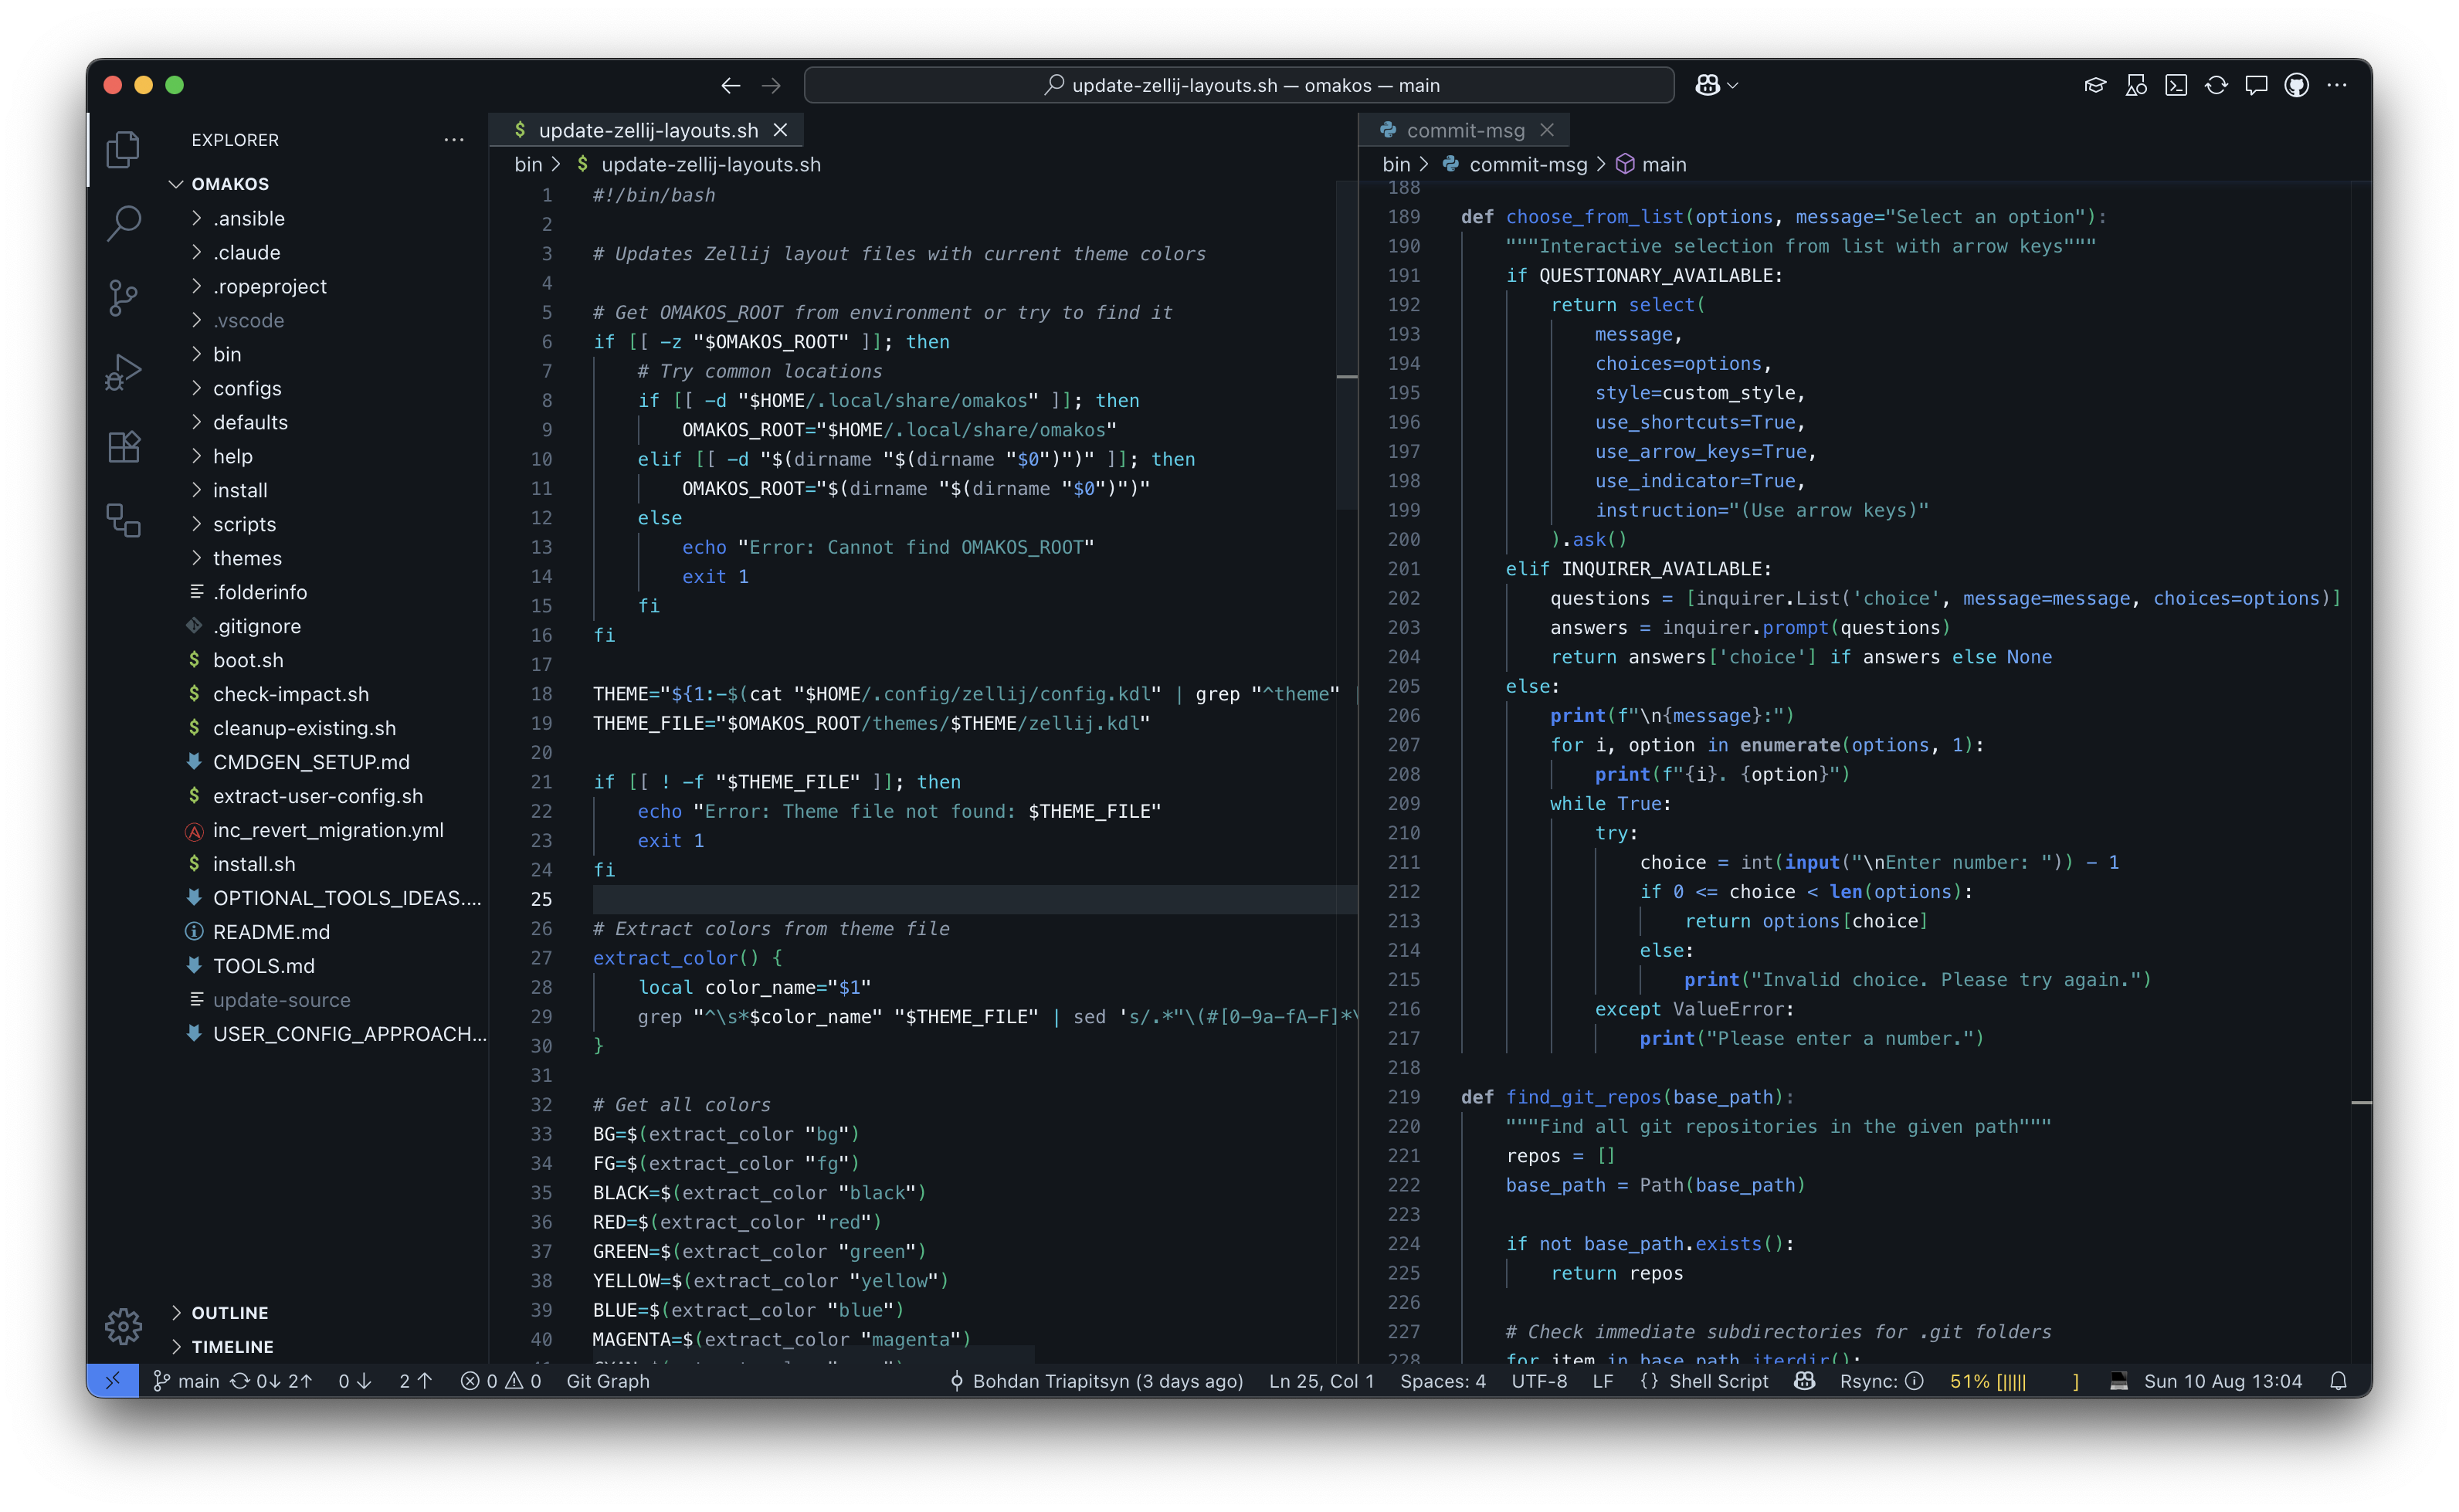 update-zellij-layouts.sh — omakos — main
EXPLORER
OMAKOS
.ansible
.claude
.ropeproject
.vscode
bin
configs
defaults
help
install
scripts
themes
.folderinfo
.gitignore
$ boot.sh
$ check-impact.sh
$ cleanup-existing.sh
CMDGEN_SETUP.md
$ extract-user-config.sh
inc_revert_migration.yml
$ install.sh
OPTIONAL_TOOLS_IDEAS....
README.md
TOOLS.md
update-source
USER_CONFIG_APPROACH...
OUTLINE
TIMELINE
$ update-zellij-layouts.sh
bin > $ update-zellij-layouts.sh
1 #!/bin/bash
2
3 # Updates Zellij layout files with current theme colors
4
5 # Get OMAKOS_ROOT from environment or try to find it
6 if [[ -z "$OMAKOS_ROOT" ]]; then
7     # Try common locations
8     if [[ -d "$HOME/.local/share/omakos" ]]; then
9         OMAKOS_ROOT="$HOME/.local/share/omakos"
10     elif [[ -d "$(dirname "$(dirname "$0")")" ]]; then
11         OMAKOS_ROOT="$(dirname "$(dirname "$0")")"
12     else
13         echo "Error: Cannot find OMAKOS_ROOT"
14         exit 1
15     fi
16 fi
17
18 THEME="${1:-$(cat "$HOME/.config/zellij/config.kdl" | grep "^theme" |
19 THEME_FILE="$OMAKOS_ROOT/themes/$THEME/zellij.kdl"
20
21 if [[ ! -f "$THEME_FILE" ]]; then
22     echo "Error: Theme file not found: $THEME_FILE"
23     exit 1
24 fi
25
26 # Extract colors from theme file
27 extract_color() {
28     local color_name="$1"
29     grep "^\s*$color_name" "$THEME_FILE" | sed 's/.*"\(#[0-9a-fA-F]*\
30 }
31
32 # Get all colors
33 BG=$(extract_color "bg")
34 FG=$(extract_color "fg")
35 BLACK=$(extract_color "black")
36 RED=$(extract_color "red")
37 GREEN=$(extract_color "green")
38 YELLOW=$(extract_color "yellow")
39 BLUE=$(extract_color "blue")
40 MAGENTA=$(extract_color "magenta")
commit-msg
bin > commit-msg > main
188
189 def choose_from_list(options, message="Select an option"):
190     """Interactive selection from list with arrow keys"""
191     if QUESTIONARY_AVAILABLE:
192         return select(
193             message,
194             choices=options,
195             style=custom_style,
196             use_shortcuts=True,
197             use_arrow_keys=True,
198             use_indicator=True,
199             instruction="(Use arrow keys)"
200         ).ask()
201     elif INQUIRER_AVAILABLE:
202         questions = [inquirer.List('choice', message=message, choices=options)]
203         answers = inquirer.prompt(questions)
204         return answers['choice'] if answers else None
205     else:
206         print(f"\n{message}:")
207         for i, option in enumerate(options, 1):
208             print(f"{i}. {option}")
209         while True:
210             try:
211                 choice = int(input("\nEnter number: ")) - 1
212                 if 0 <= choice < len(options):
213                     return options[choice]
214                 else:
215                     print("Invalid choice. Please try again.")
216             except ValueError:
217                 print("Please enter a number.")
218
219 def find_git_repos(base_path):
220     """Find all git repositories in the given path"""
221     repos = []
222     base_path = Path(base_path)
223
224     if not base_path.exists():
225         return repos
226
227     # Check immediate subdirectories for .git folders
228     for item in base_path.iterdir():
main 0↓ 2↑ 0 ↓ 2 ↑ 0 0 Git Graph Bohdan Triapitsyn (3 days ago) Ln 25, Col 1 Spaces: 4 UTF-8 LF {} Shell Script Rsync: 51% [||||| ] Sun 10 Aug 13:04